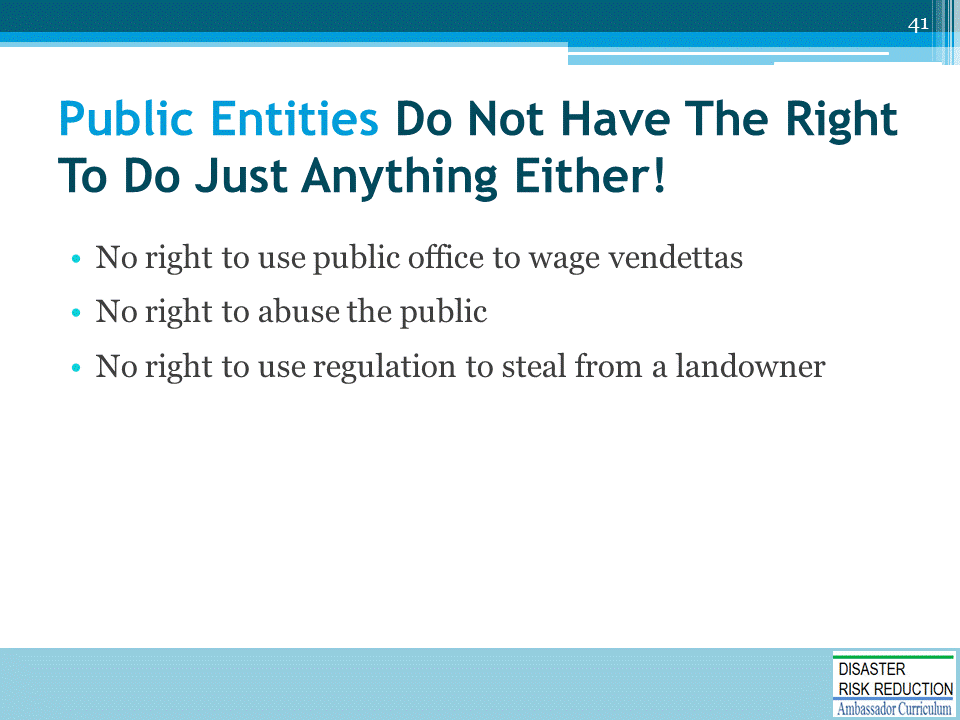 41
Public Entities Do Not Have The Right
To Do Just Anything Either!
• No right to use public office to wage vendettas
• No right to abuse the public
• No right to use regulation to steal from a landowner
DISASTER
RISK REDUCTION
Ambassador Curriculum